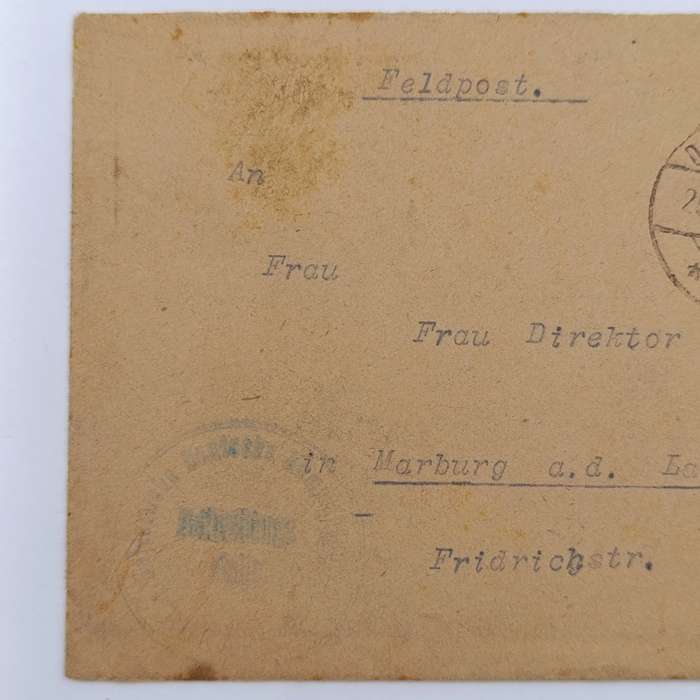 Feldpost.
An
Frau
Frau Direktor
in Marburg a.d. La
Fridrichstr.